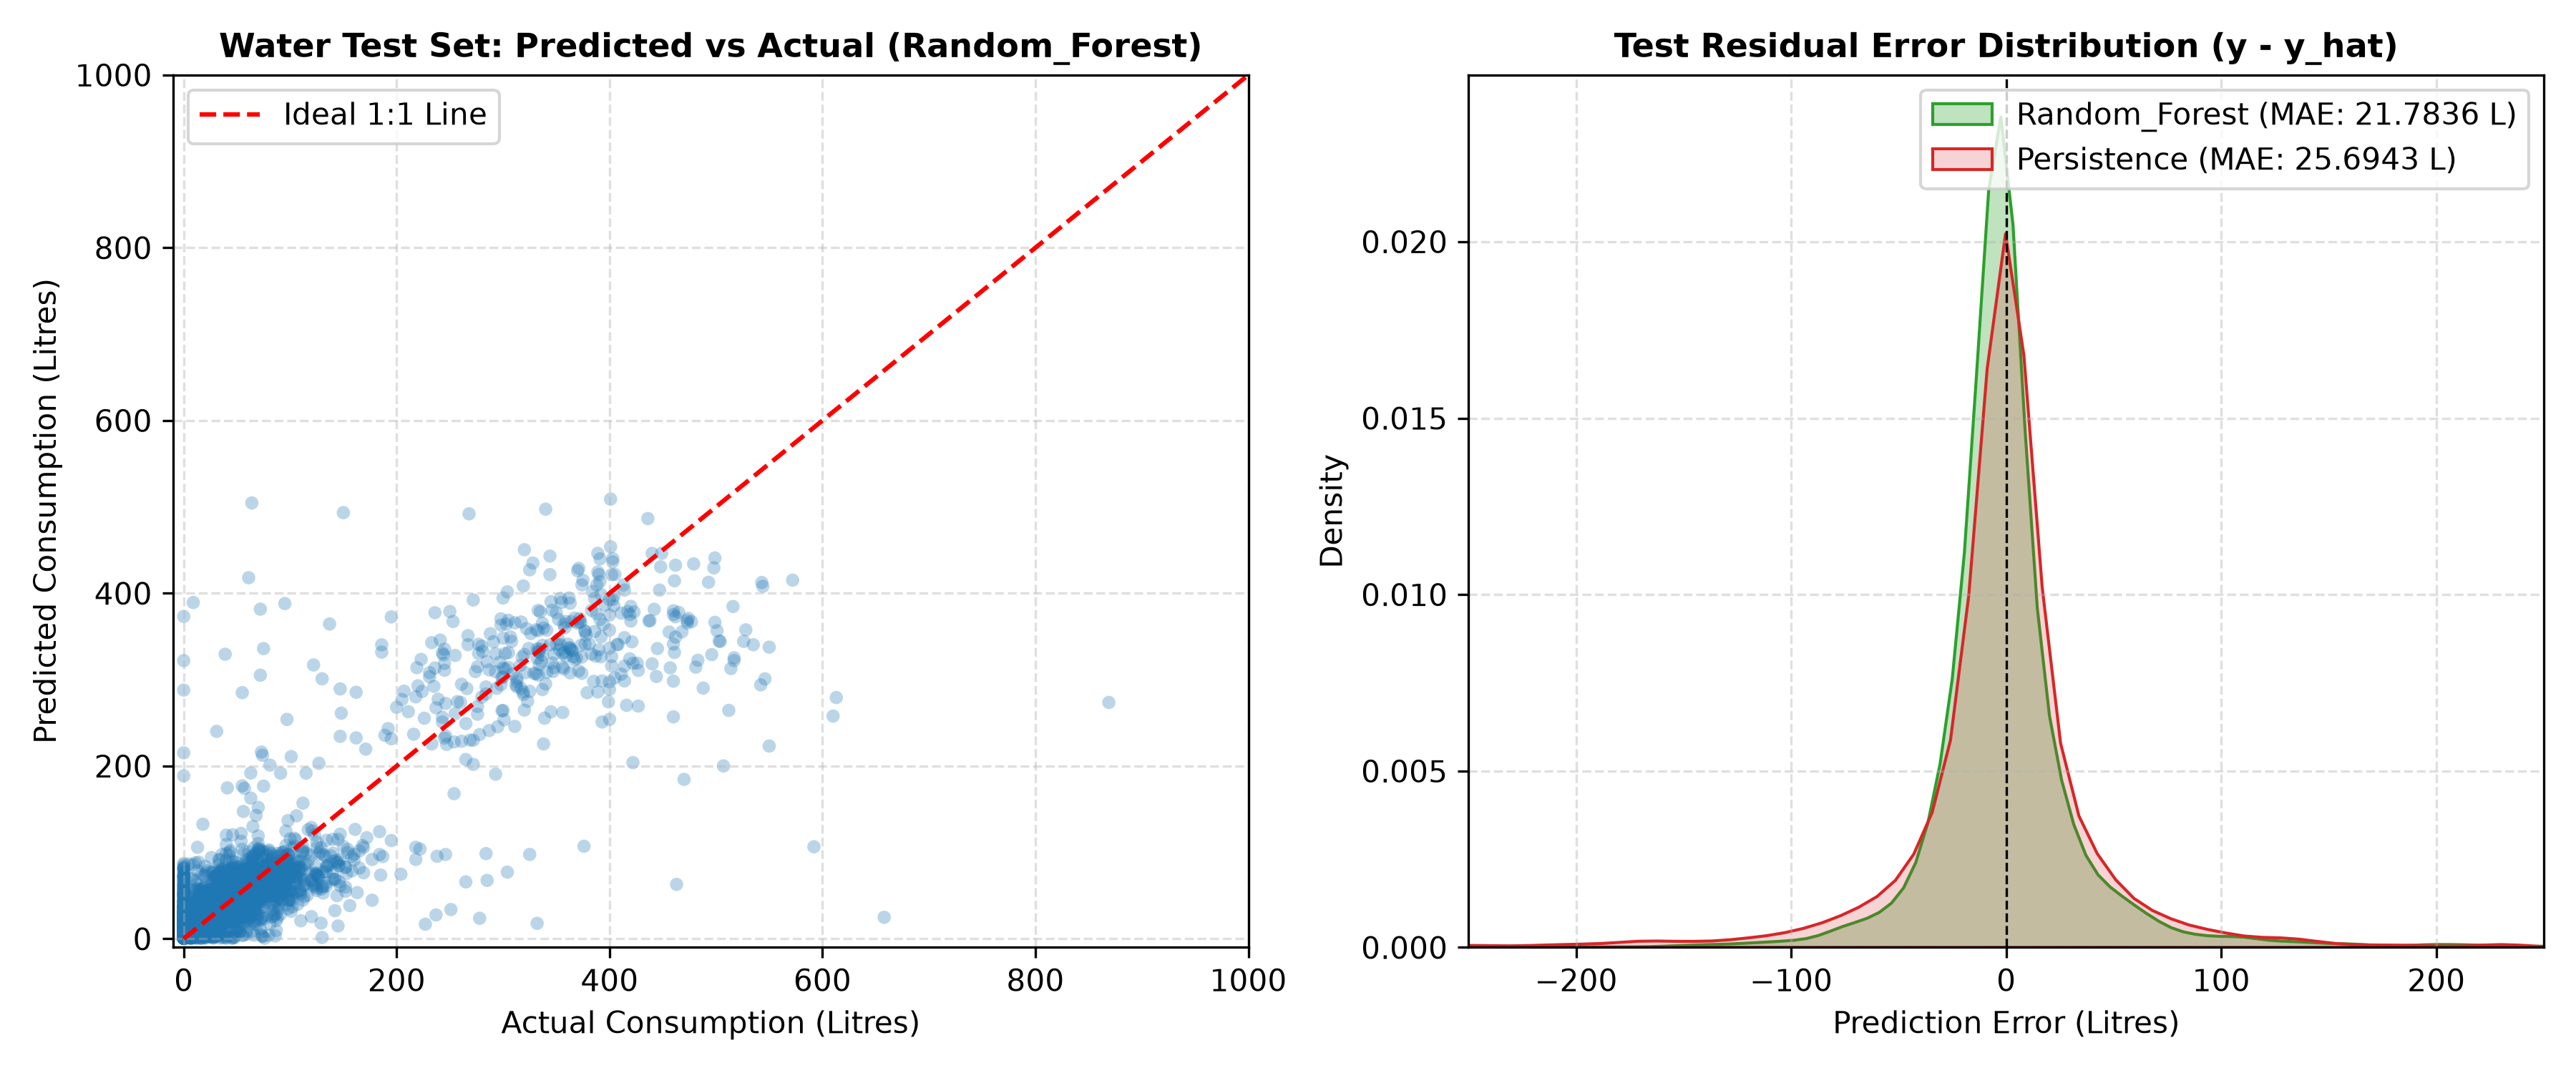 Water Test Set: Predicted vs Actual (Random_Forest)
Ideal 1:1 Line
Predicted Consumption (Litres)
1000
800
600
400
200
0
0 200 400 600 800 1000
Actual Consumption (Litres)
Test Residual Error Distribution (y - y_hat)
Random_Forest (MAE: 21.7836 L)
Persistence (MAE: 25.6943 L)
Density
0.020
0.015
0.010
0.005
0.000
−200 −100 0 100 200
Prediction Error (Litres)